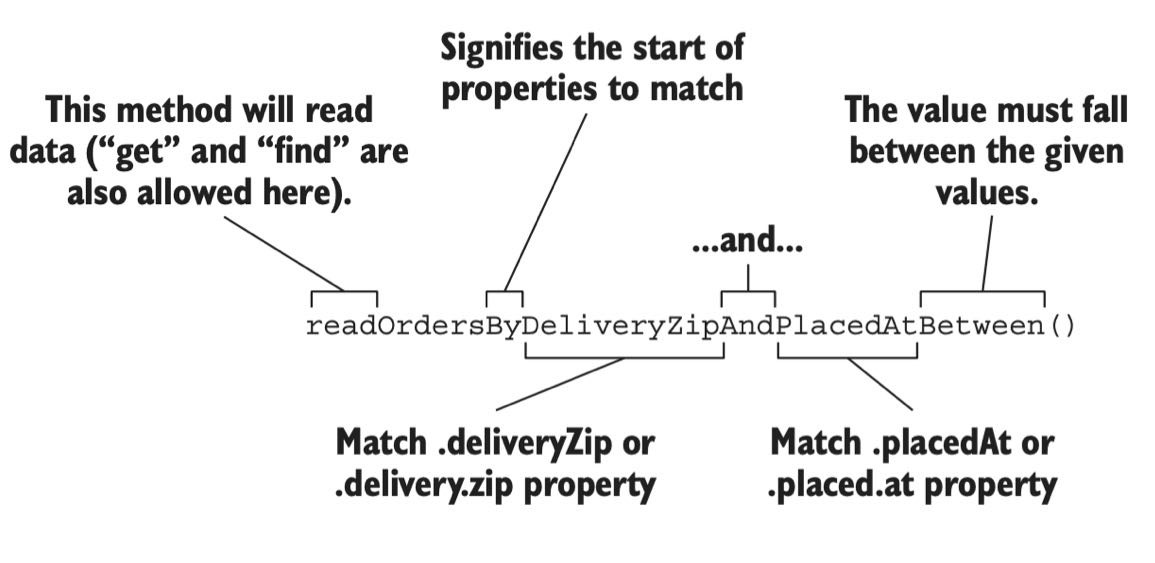 Signifies the start of
properties to match
This method will read
data (“get” and “find” are
also allowed here).
The value must fall
between the given
values.
...and...
readOrdersByDeliveryZipAndPlacedAtBetween()
Match .deliveryZip or
.delivery.zip property
Match .placedAt or
.placed.at property